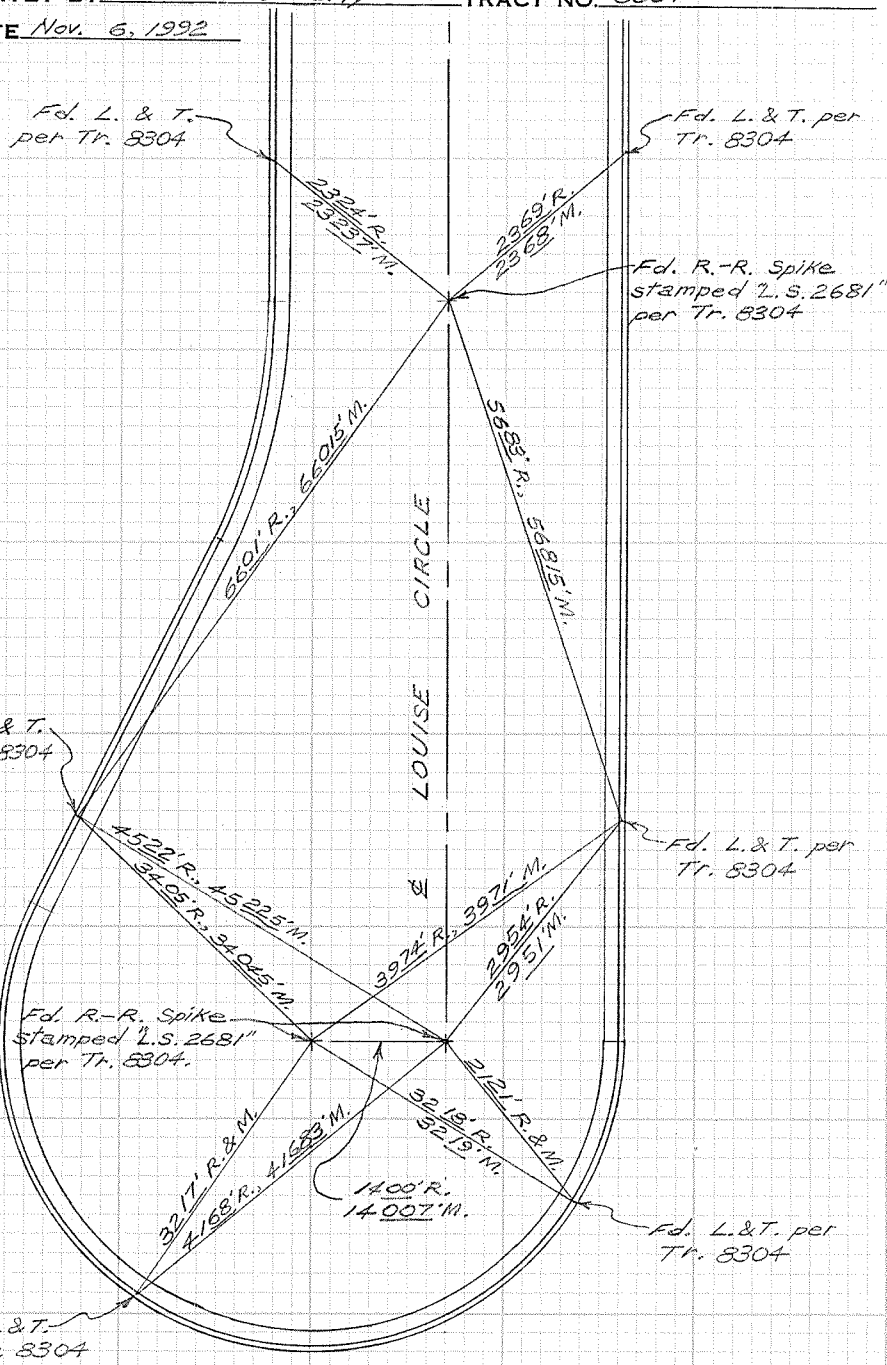 TRACT NO.
Nov. 6, 1992
Fd. L. & T.
per Tr. 8304
Fd. L. & T. per
Tr. 8304
23.24' R.
23.237' M.
23.69' R.
23.68' M.
Fd. R.-R. Spike
stamped "L.S. 2681"
per Tr. 8304
66.01' R., 66.015' M.
56.83' R., 56.815' M.
℄ LOUISE CIRCLE
& T.
8304
Fd. L. & T. per
Tr. 8304
45.22' R., 45.225' M.
34.05' R., 34.045' M.
39.74' R., 39.71' M.
29.54' R.
29.51' M.
Fd. R.-R. Spike
stamped "L.S. 2681"
per Tr. 8304.
32.17' R. & M.
41.68' R., 41.683' M.
32.18' R.
32.19' M.
21.21' R. & M.
14.00' R.
14.007' M.
Fd. L. & T. per
Tr. 8304
& T.
8304